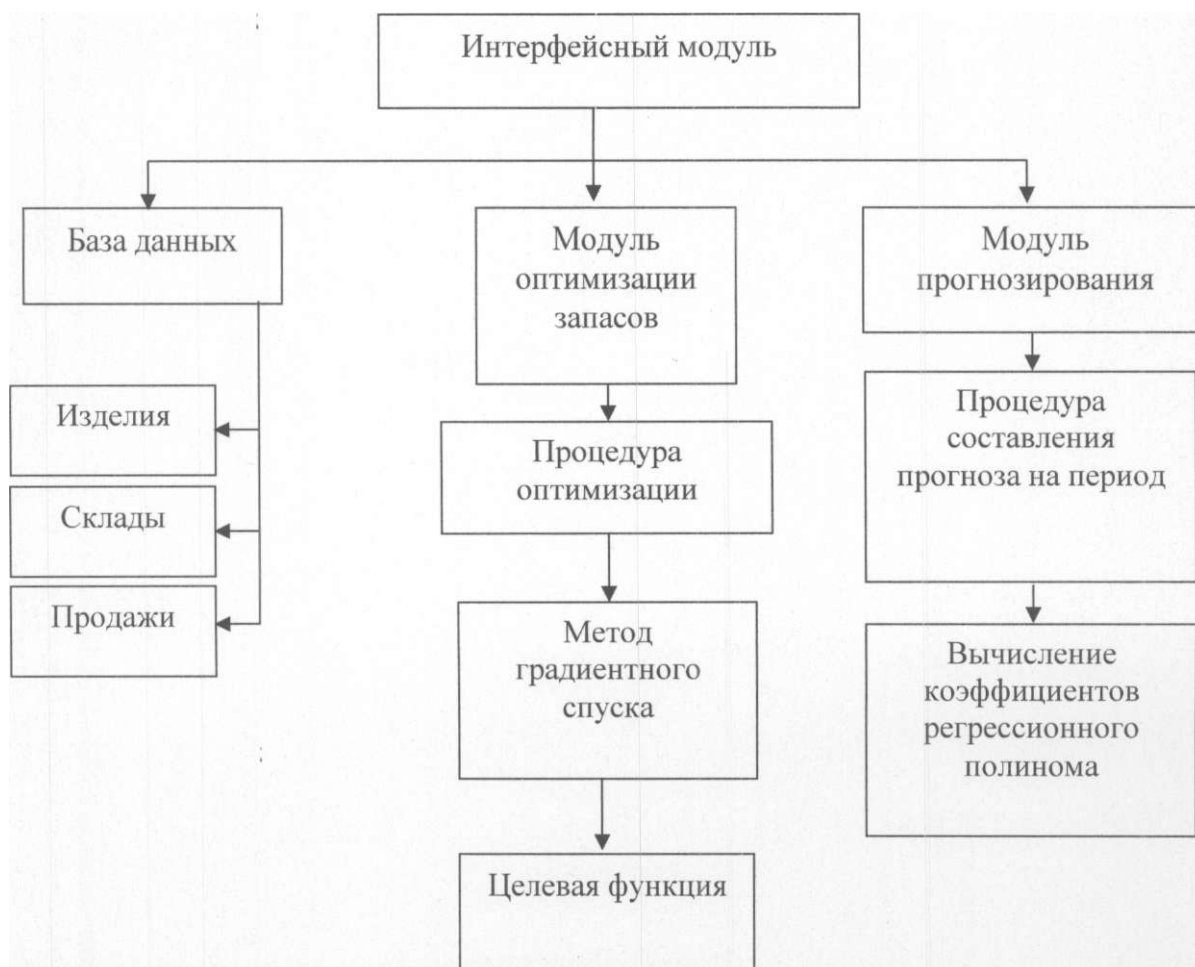 Интерфейсный модуль
База данных
Изделия
Склады
Продажи
Модуль
оптимизации
запасов
Процедура
оптимизации
Метод
градиентного
спуска
Целевая функция
Модуль
прогнозирования
Процедура
составления
прогноза на период
Вычисление
коэффициентов
регрессионного
полинома